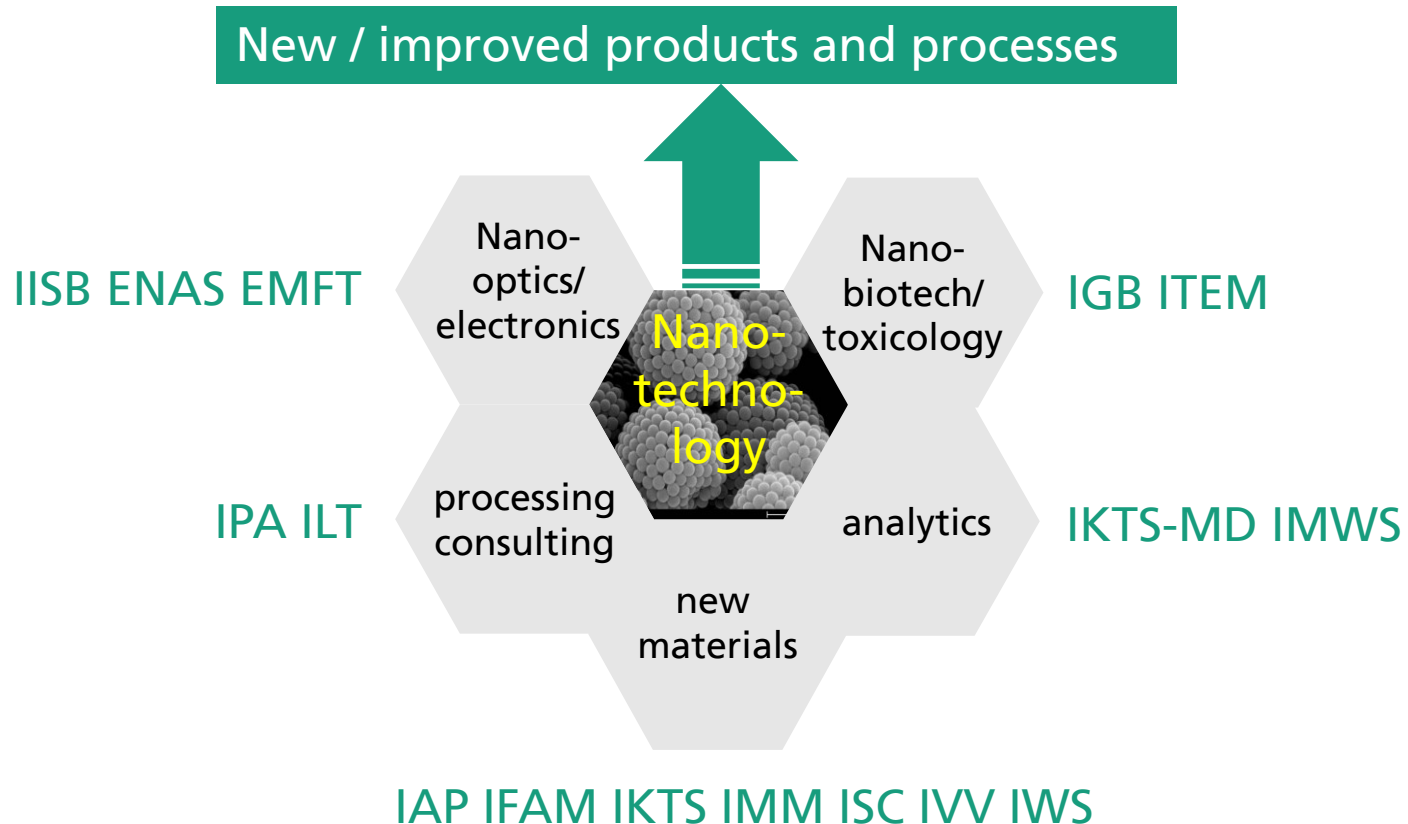 New / improved products and processes
Nano-
optics/
electronics
Nano-
biotech/
toxicology
IISB ENAS EMFT
IGB ITEM
Nano-
techno-
logy
processing
consulting
IPA ILT
analytics
IKTS-MD IMWS
new
materials
IAP IFAM IKTS IMM ISC IVV IWS